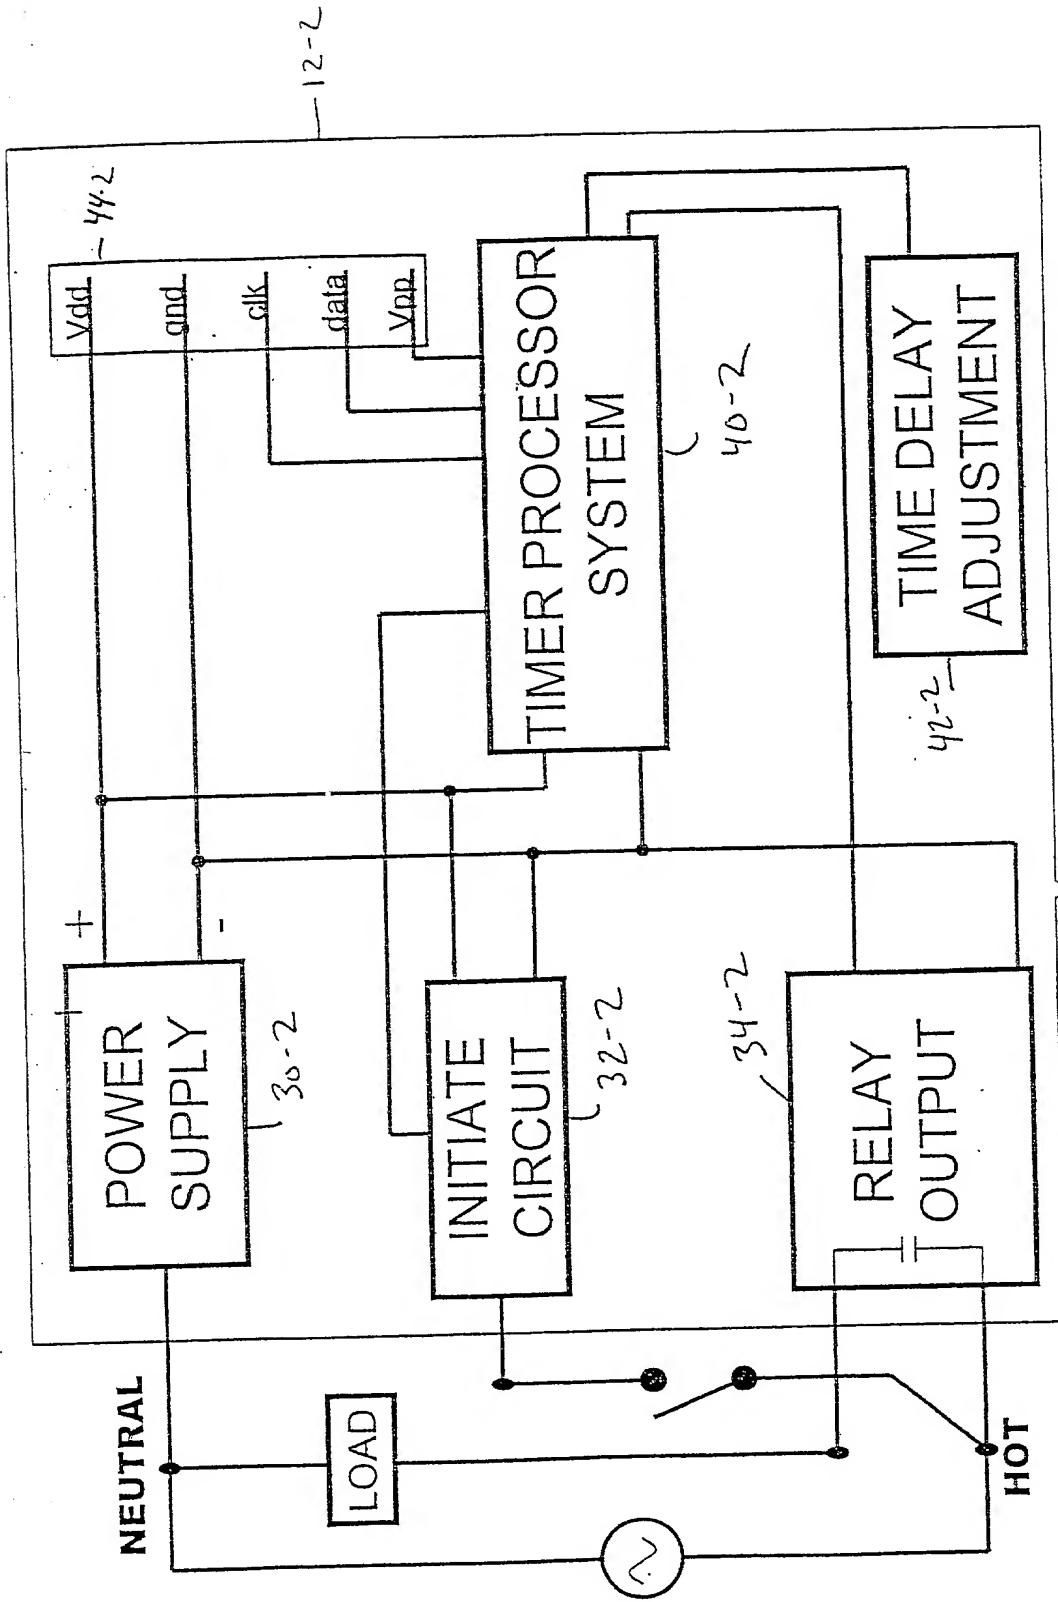 12-2
44-2
Vdd
gnd
clk
data
Vpp
+
-
POWER
SUPPLY
30-2
INITIATE
CIRCUIT
32-2
TIMER PROCESSOR
SYSTEM
40-2
RELAY
OUTPUT
34-2
TIME DELAY
ADJUSTMENT
42-2
NEUTRAL
LOAD
HOT